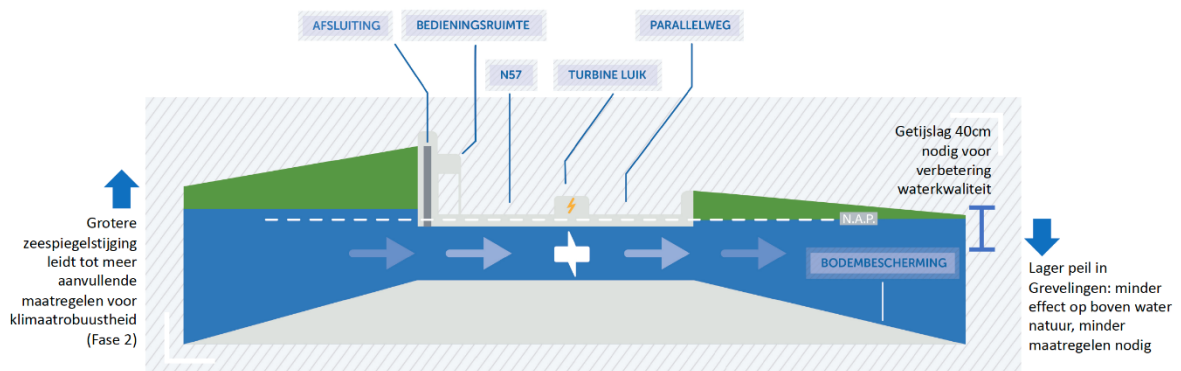 AFSLUITING
BEDIENINGSRUIMTE
PARALLELWEG
N57
TURBINE LUIK
Getijslag 40cm
nodig voor
verbetering
waterkwaliteit
N.A.P.
BODEMBESCHERMING
Grotere
zeespiegelstijging
leidt tot meer
aanvullende
maatregelen voor
klimaatrobuustheid
(Fase 2)
Lager peil in
Grevelingen: minder
effect op boven water
natuur, minder
maatregelen nodig